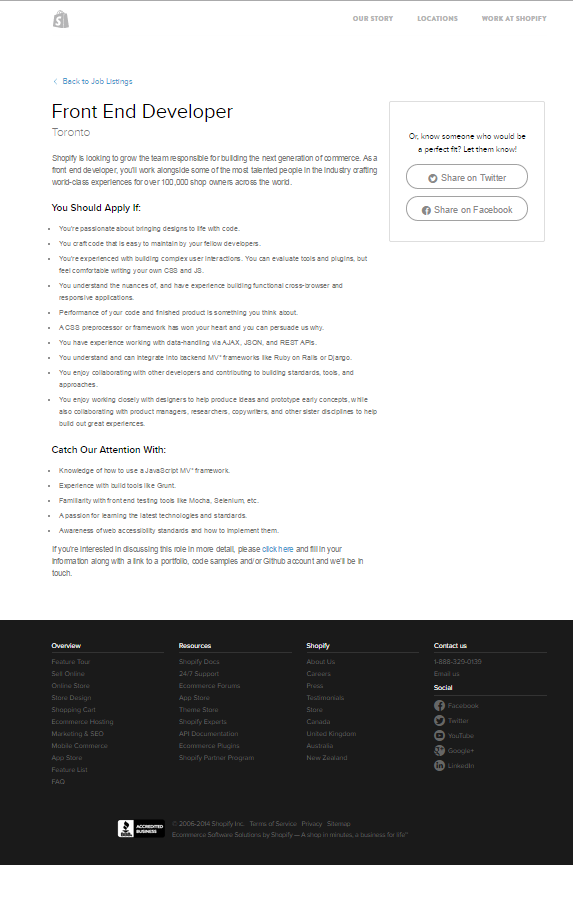 OUR STORY LOCATIONS WORK AT SHOPIFY
Back to Job Listings
Front End Developer
Toronto
Shopify is looking to grow the team responsible for building the next generation of commerce. As a
front end developer, you'll work alongside some of the most talented people in the industry crafting
world-class experiences for over 100,000 shop owners across the world.
Or, know someone who would be
a perfect fit? Let them know!
Share on Twitter
Share on Facebook
You Should Apply If:
You're passionate about bringing designs to life with code.
You craft code that is easy to maintain by your fellow developers.
You're experienced with building complex user interactions. You can evaluate tools and plugins, but
feel comfortable writing your own CSS and JS.
You understand the nuances of, and have experience building functional cross-browser and
responsive applications.
Performance of your code and finished product is something you think about.
A CSS preprocessor or framework has won your heart and you can persuade us why.
You have experience working with data-handling via AJAX, JSON, and REST APIs.
You understand and can integrate into backend MV* frameworks like Ruby on Rails or Django.
You enjoy collaborating with other developers and contributing to building standards, tools, and
approaches.
You enjoy working closely with designers to help produce ideas and prototype early concepts, while
also collaborating with product managers, researchers, copywriters, and other sister disciplines to help
build out great experiences.
Catch Our Attention With:
Knowledge of how to use a JavaScript MV* framework.
Experience with build tools like Grunt.
Familiarity with front end testing tools like Mocha, Selenium, etc.
A passion for learning the latest technologies and standards.
Awareness of web accessibility standards and how to implement them.
If you're interested in discussing this role in more detail, please click here and fill in your
information along with a link to a portfolio, code samples and/or Github account and we'll be in
touch.
Overview
Feature Tour
Sell Online
Online Store
Store Design
Shopping Cart
Ecommerce Hosting
Marketing & SEO
Mobile Commerce
App Store
Feature List
FAQ
Resources
Shopify Docs
24/7 Support
Ecommerce Forums
App Store
Theme Store
Shopify Experts
API Documentation
Ecommerce Plugins
Shopify Partner Program
Shopify
About Us
Careers
Press
Testimonials
Store
Canada
United Kingdom
Australia
New Zealand
Contact us
1-888-329-0139
Email us
Social
Facebook
Twitter
YouTube
Google+
LinkedIn
BBB
ACCREDITED
BUSINESS
© 2006-2014 Shopify Inc. Terms of Service Privacy Sitemap
Ecommerce Software Solutions by Shopify — A shop in minutes, a business for life™